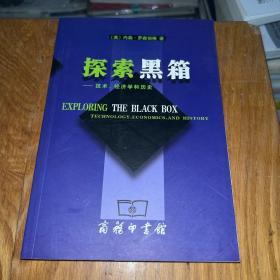 (美)内森·罗森伯格 著
探索黑箱
——技术、经济学和历史
EXPLORING THE BLACK BOX
TECHNOLOGY, ECONOMICS, AND HISTORY
商務印書館